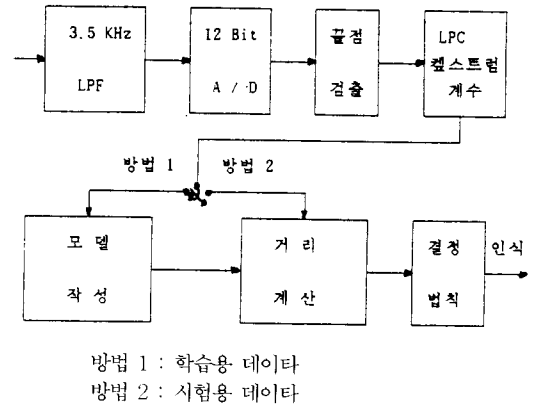 3.5 KHz
LPF
12 Bit
A / D
끝점
검출
LPC
켑스트럼
계수
방법 1
방법 2
모 델
작 성
거 리
계 산
결정
법칙
인식
방법 1 : 학습용 데이타
방법 2 : 시험용 데이타